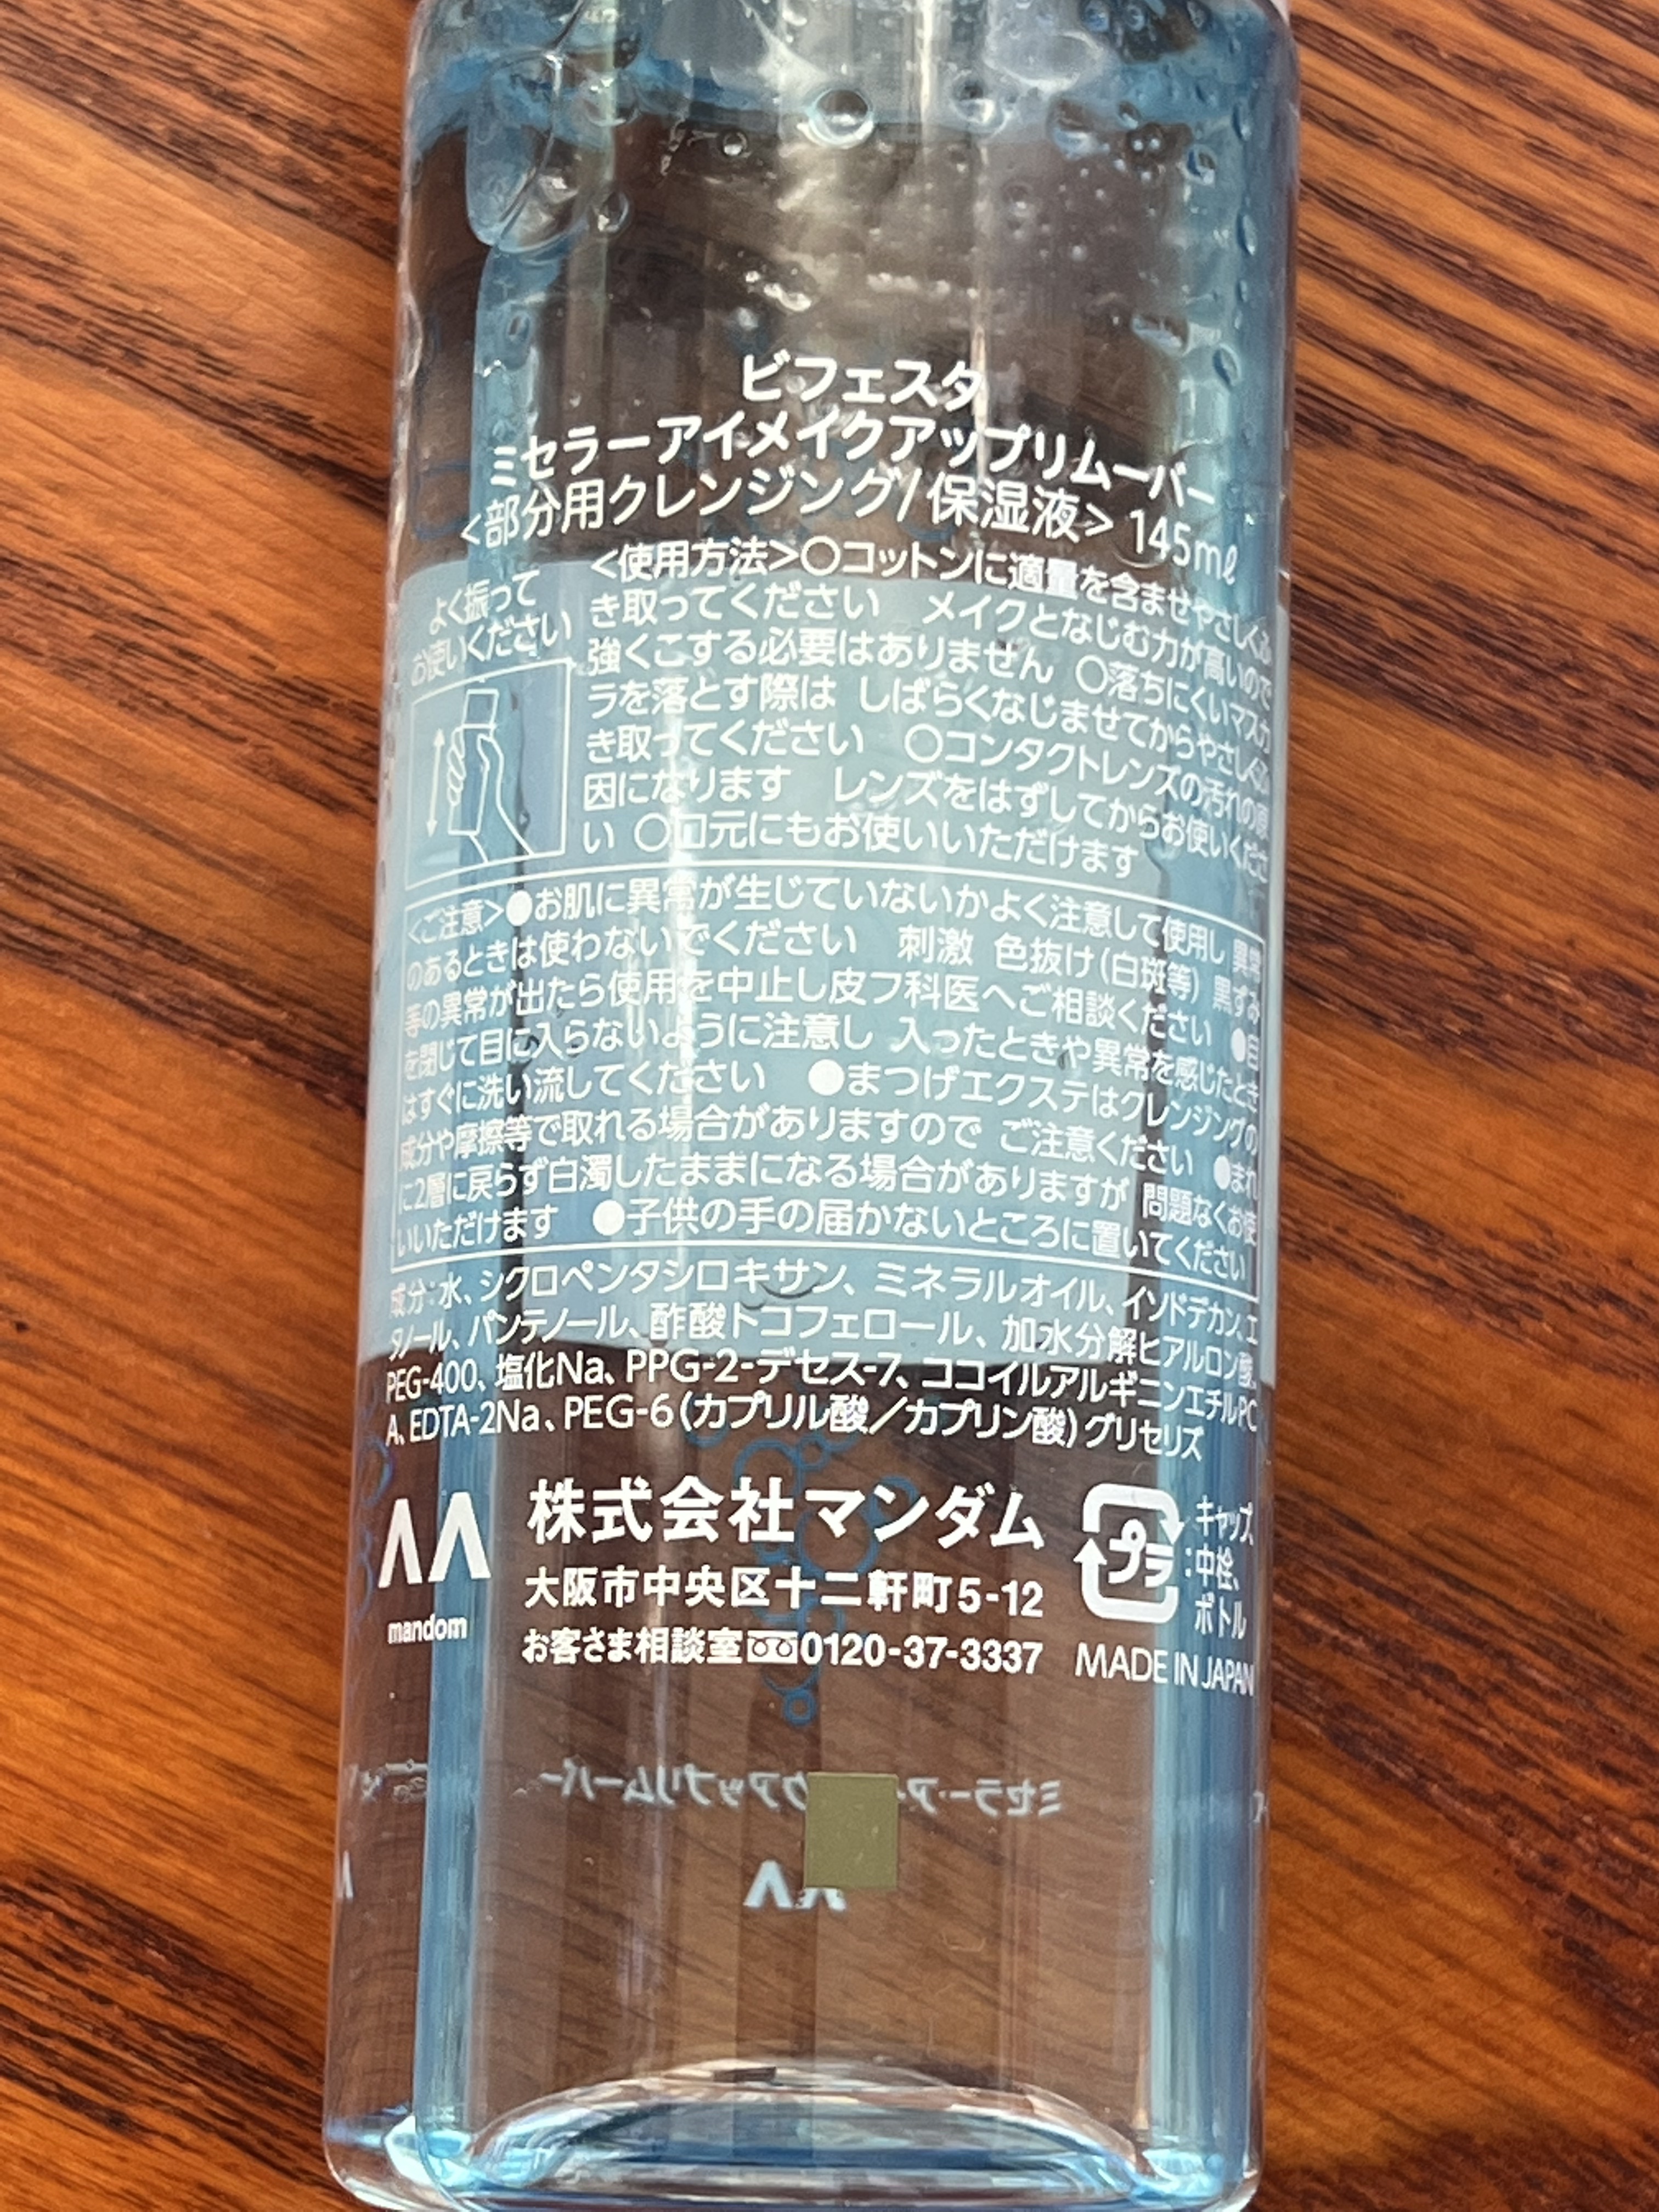 ビフェスタ
ミセラーアイメイクアップリムーバー
<部分用クレンジング/保湿液> 145mℓ
よく振って
お使いください
<使用方法>○コットンに適量を含ませやさしくふ
き取ってください　メイクとなじむ力が高いので
強くこする必要はありません ○落ちにくいマスカ
ラを落とす際は しばらくなじませてからやさしくふ
き取ってください　○コンタクトレンズの汚れの原
因になります　レンズをはずしてからお使いくださ
い ○口元にもお使いいただけます
<ご注意>●お肌に異常が生じていないかよく注意して使用し 異常
のあるときは使わないでください　刺激 色抜け(白斑等) 黒ずみ
等の異常が出たら使用を中止し皮フ科医へご相談ください ●目
を閉じて目に入らないように注意し 入ったときや異常を感じたとき
はすぐに洗い流してください　●まつげエクステはクレンジングの
成分や摩擦等で取れる場合がありますので ご注意ください ●まれ
に2層に戻らず白濁したままになる場合がありますが 問題なくお使
いいただけます　●子供の手の届かないところに置いてください
成分:水、シクロペンタシロキサン、ミネラルオイル、イソドデカン、エ
タノール、パンテノール、酢酸トコフェロール、加水分解ヒアルロン酸、
PEG-400、塩化Na、PPG-2-デセス-7、ココイルアルギニンエチルPC
A、EDTA-2Na、PEG-6(カプリル酸／カプリン酸)グリセリズ
mandom
株式会社マンダム
大阪市中央区十二軒町5-12
お客さま相談室 0120-37-3337
プラ
:キャップ、
中栓、
ボトル
MADE IN JAPAN